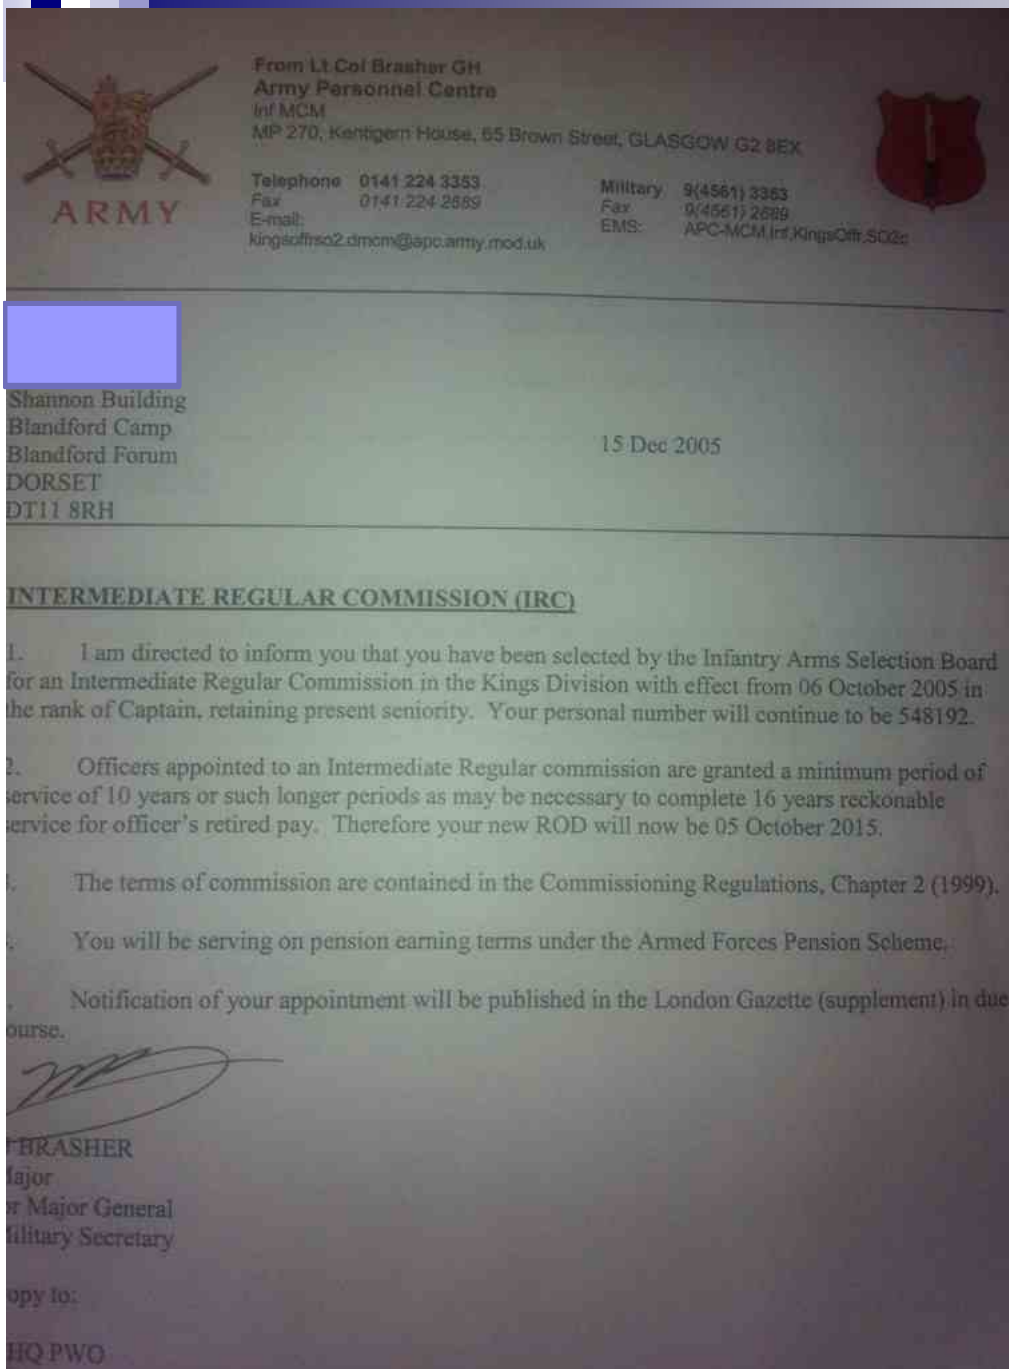 From Lt Col Brasher GH
Army Personnel Centre
Inf MCM
MP 270, Kentigern House, 65 Brown Street, GLASGOW G2 8EX
Telephone 0141 224 3353
Military 9(4561) 3353
Fax 0141 224 2689
Fax 9(4561) 2689
E-mail:
EMS: APC-MCM,Inf,KingsOffr,SO2c
kingsoffrso2.dmcm@apc.army.mod.uk
ARMY
Shannon Building
Blandford Camp
Blandford Forum
15 Dec 2005
DORSET
DT11 8RH
INTERMEDIATE REGULAR COMMISSION (IRC)
1. I am directed to inform you that you have been selected by the Infantry Arms Selection Board
for an Intermediate Regular Commission in the Kings Division with effect from 06 October 2005 in
the rank of Captain, retaining present seniority. Your personal number will continue to be 548192.
2. Officers appointed to an Intermediate Regular commission are granted a minimum period of
service of 10 years or such longer periods as may be necessary to complete 16 years reckonable
service for officer's retired pay. Therefore your new ROD will now be 05 October 2015.
The terms of commission are contained in the Commissioning Regulations, Chapter 2 (1999).
You will be serving on pension earning terms under the Armed Forces Pension Scheme.
Notification of your appointment will be published in the London Gazette (supplement) in due
ourse.
BRASHER
ajor
or Major General
ilitary Secretary
opy to:
HQ PWO